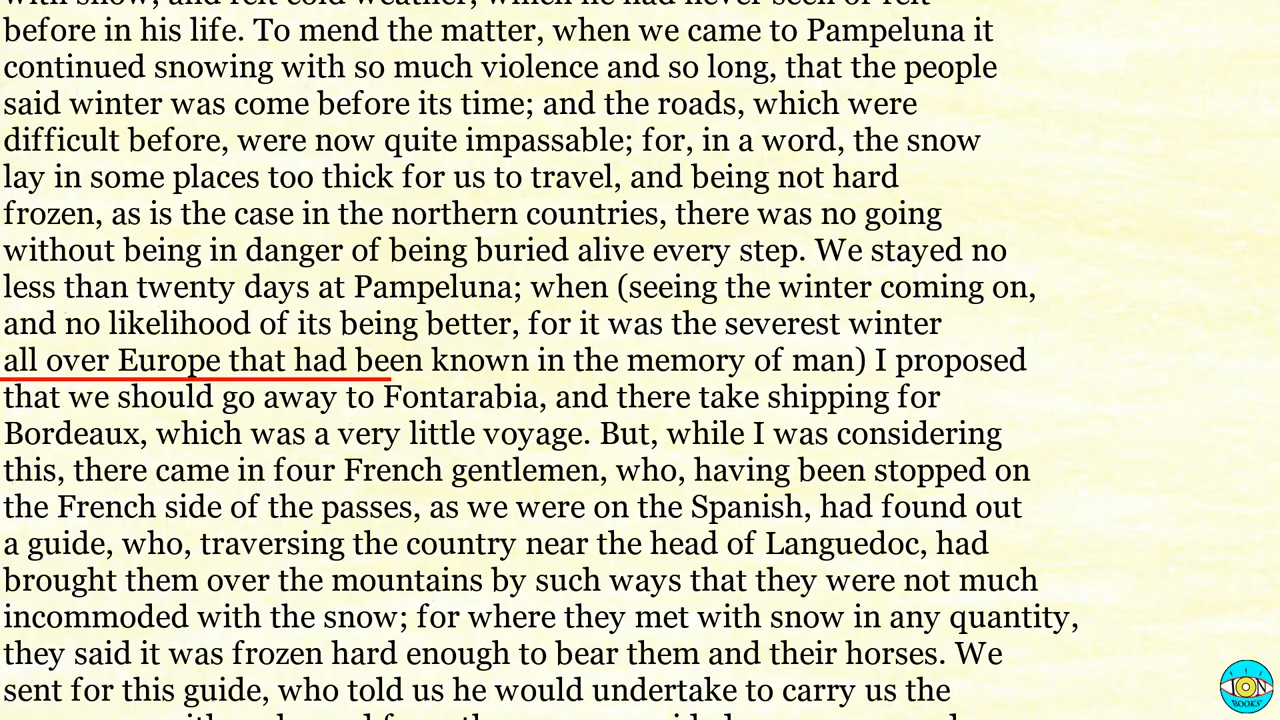 before in his life. To mend the matter, when we came to Pampeluna it
continued snowing with so much violence and so long, that the people
said winter was come before its time; and the roads, which were
difficult before, were now quite impassable; for, in a word, the snow
lay in some places too thick for us to travel, and being not hard
frozen, as is the case in the northern countries, there was no going
without being in danger of being buried alive every step. We stayed no
less than twenty days at Pampeluna; when (seeing the winter coming on,
and no likelihood of its being better, for it was the severest winter
all over Europe that had been known in the memory of man) I proposed
that we should go away to Fontarabia, and there take shipping for
Bordeaux, which was a very little voyage. But, while I was considering
this, there came in four French gentlemen, who, having been stopped on
the French side of the passes, as we were on the Spanish, had found out
a guide, who, traversing the country near the head of Languedoc, had
brought them over the mountains by such ways that they were not much
incommoded with the snow; for where they met with snow in any quantity,
they said it was frozen hard enough to bear them and their horses. We
sent for this guide, who told us he would undertake to carry us the
ION
BOOKS